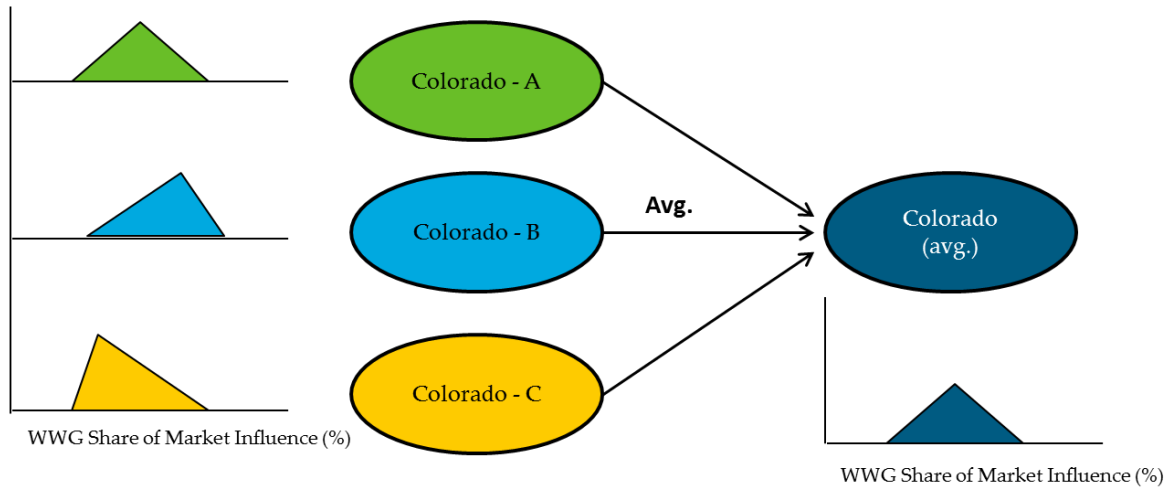 Colorado - A
Colorado - B
Avg.
Colorado
(avg.)
Colorado - C
WWG Share of Market Influence (%)
WWG Share of Market Influence (%)